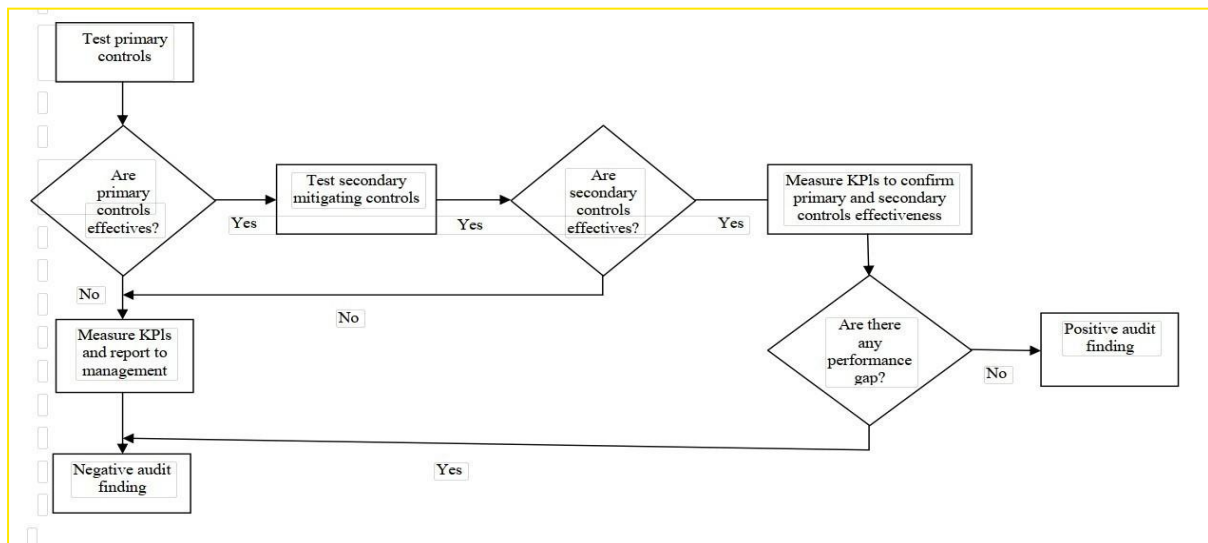 Test primary
controls
Are
primary
controls
effectives?
Yes
Test secondary
mitigating controls
Yes
Are
secondary
controls
effectives?
Yes
Measure KPIs to confirm
primary and secondary
controls effectiveness
No
No
Measure KPIs
and report to
management
Are there
any
performance
gap?
No
Positive audit
finding
Yes
Negative audit
finding